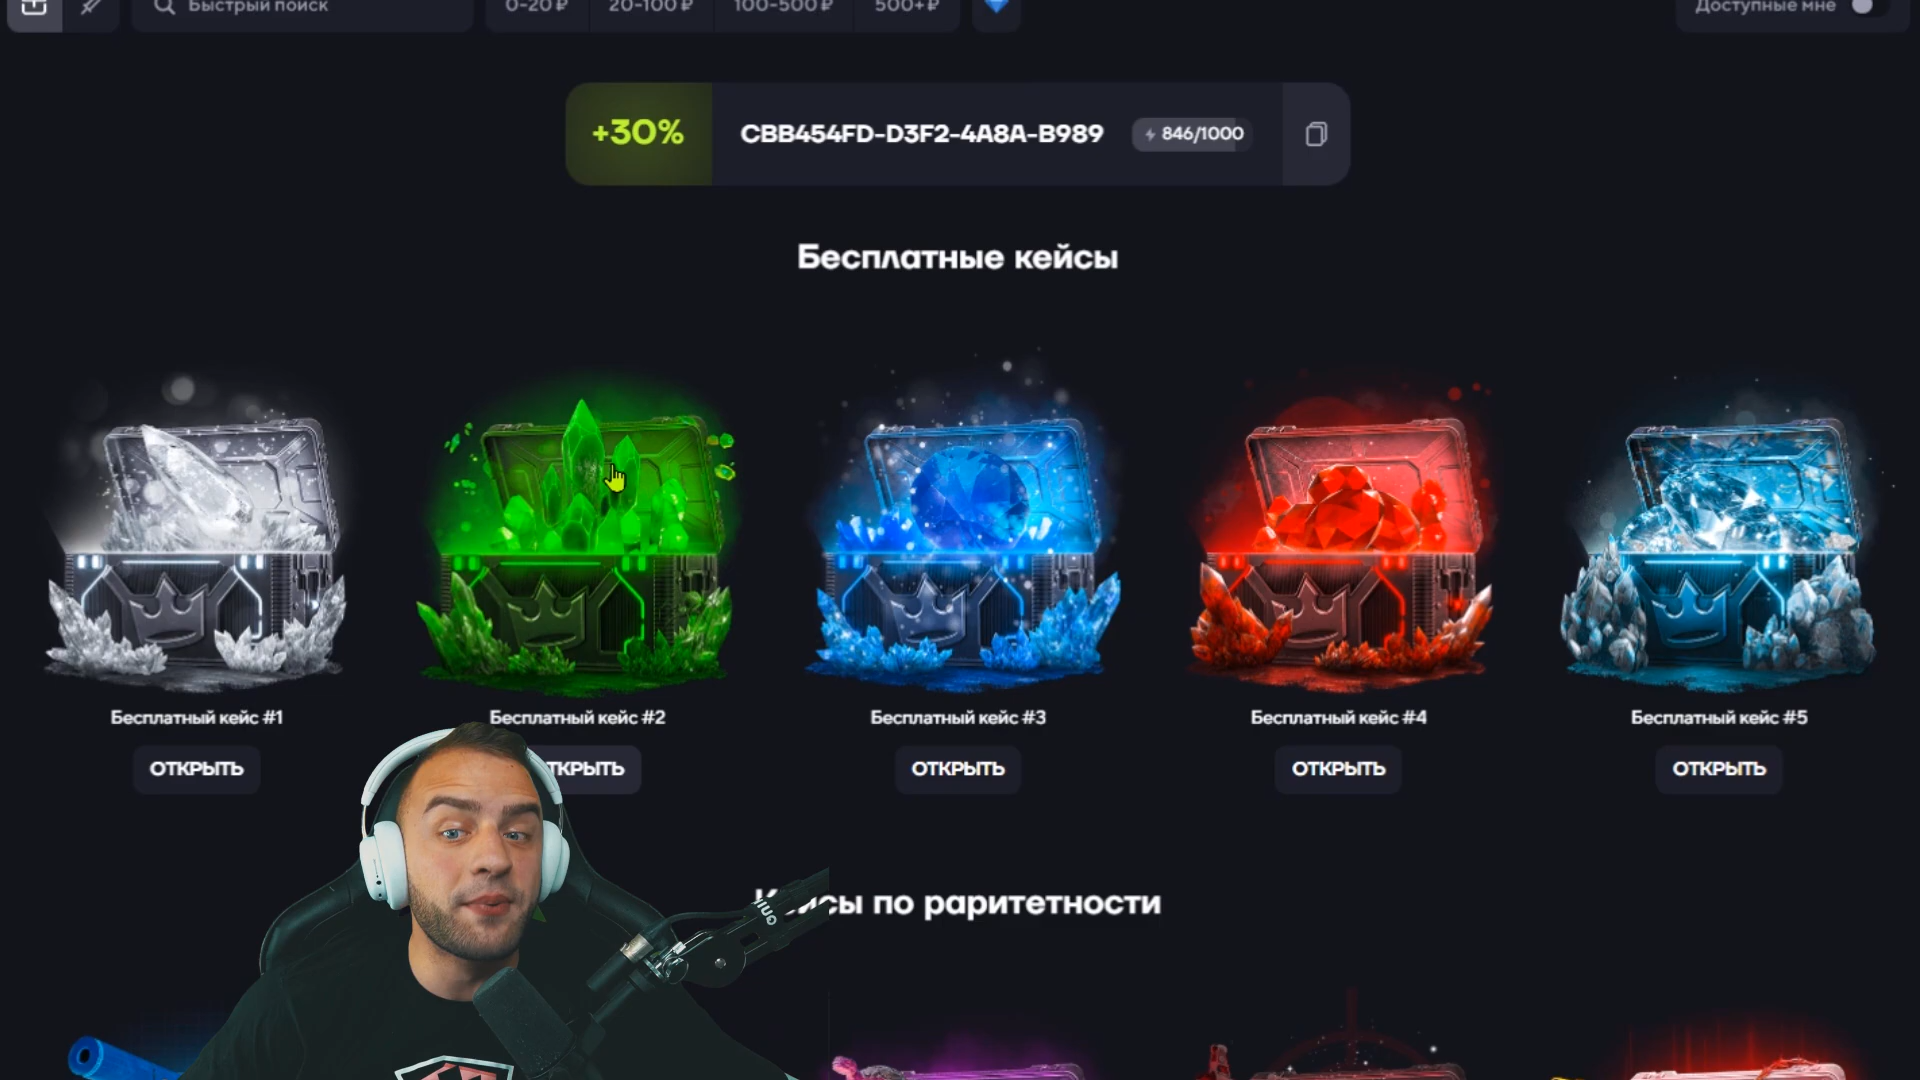 Быстрый поиск
0-20 ₽
20-100 ₽
100-500 ₽
500+ ₽
Доступные мне
+30%
CBB454FD-D3F2-4A8A-B989
846/1000
Бесплатные кейсы
Бесплатный кейс #1
Бесплатный кейс #2
Бесплатный кейс #3
Бесплатный кейс #4
Бесплатный кейс #5
ОТКРЫТЬ
ТКРЫТЬ
ОТКРЫТЬ
ОТКРЫТЬ
ОТКРЫТЬ
Кейсы по раритетности